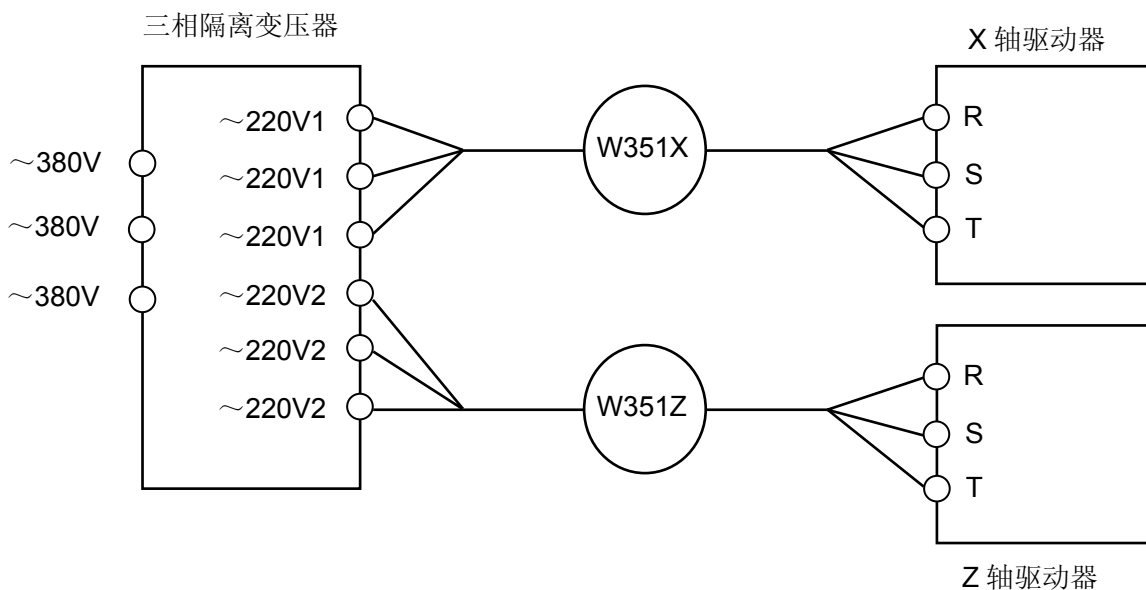 三相隔离变压器
X 轴驱动器
～220V1
R
W351X
～380V
～220V1
S
～380V
～220V1
T
～380V
～220V2
～220V2
R
～220V2
W351Z
S
T
Z 轴驱动器